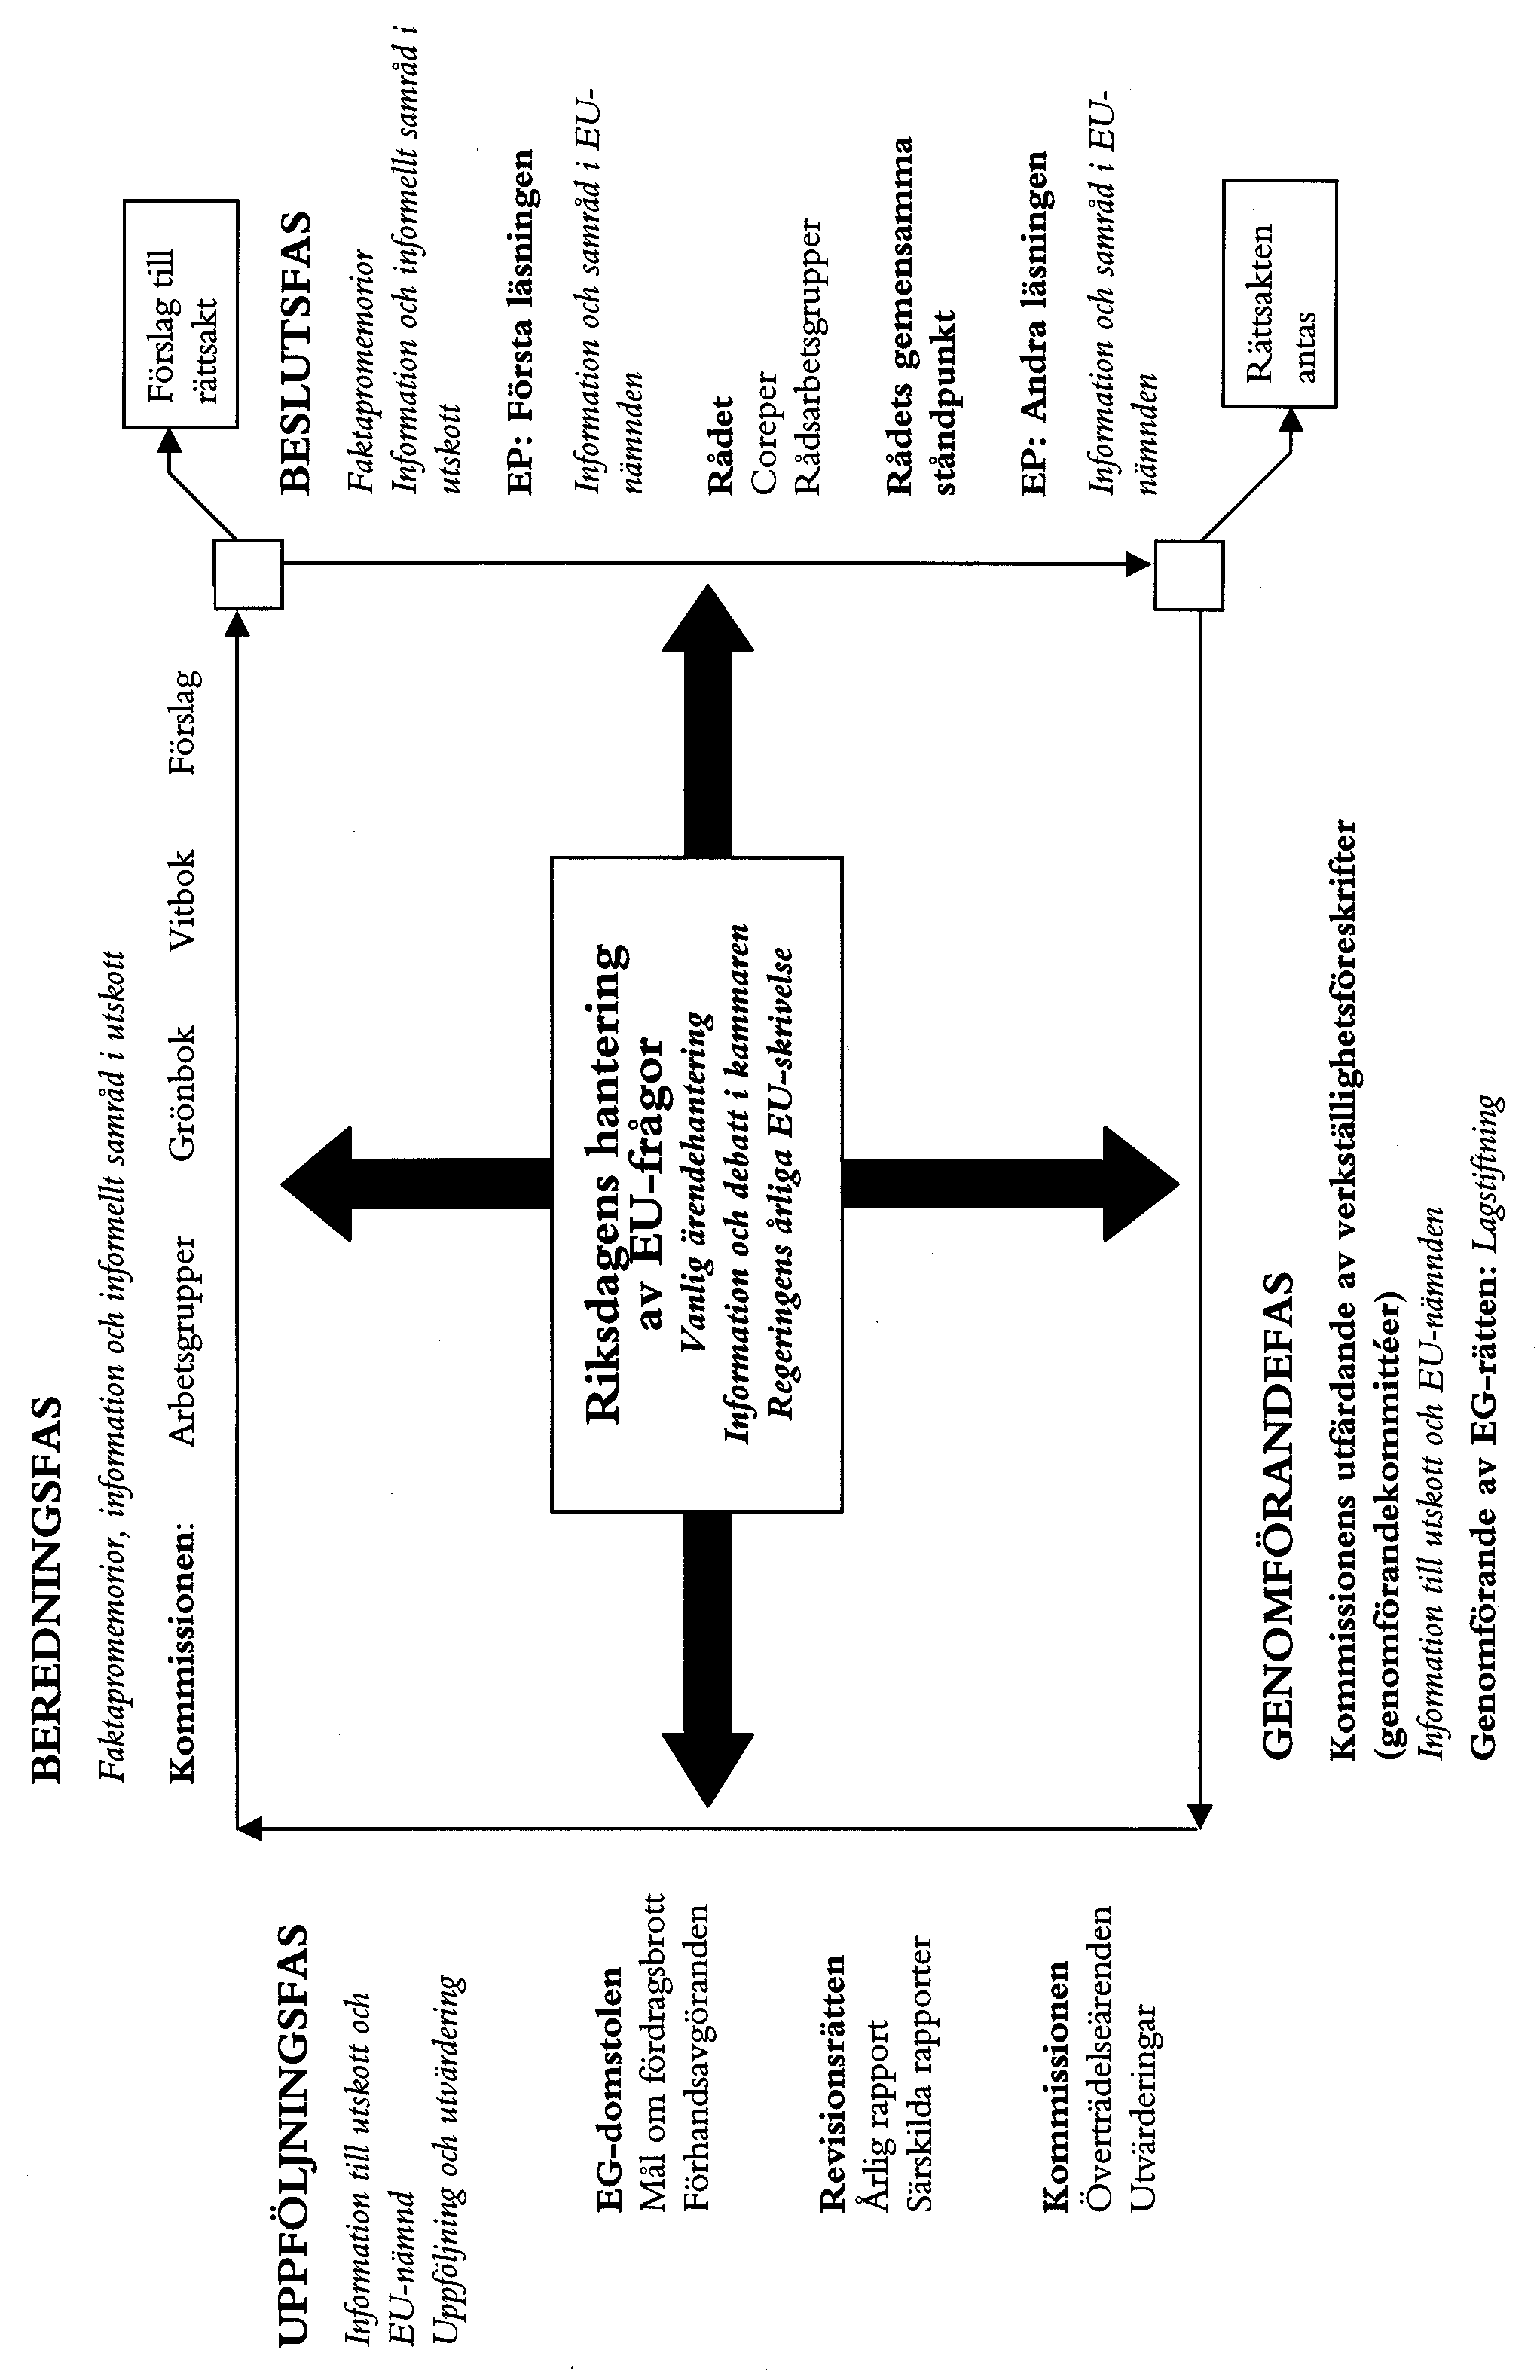 BEREDNINGSFAS
Faktapromemorior, information och informellt samråd i utskott
Kommissionen: Arbetsgrupper Grönbok Vitbok Förslag
Förslag till
rättsakt
UPPFÖLJNINGSFAS
Information till utskott och
EU-nämnd
Uppföljning och utvärdering
EG-domstolen
Mål om fördragsbrott
Förhandsavgöranden
Revisionsrätten
Årlig rapport
Särskilda rapporter
Kommissionen
Överträdelseärenden
Utvärderingar
Riksdagens hantering
av EU-frågor
Vanlig ärendehantering
Information och debatt i kammaren
Regeringens årliga EU-skrivelse
BESLUTSFAS
Faktapromemorior
Information och informellt samråd i
utskott
EP: Första läsningen
Information och samråd i EU-
nämnden
Rådet
Coreper
Rådsarbetsgrupper
Rådets gemensamma
ståndpunkt
EP: Andra läsningen
Information och samråd i EU-
nämnden
Rättsakten
antas
GENOMFÖRANDEFAS
Kommissionens utfärdande av verkställighetsföreskrifter
(genomförandekommittéer)
Information till utskott och EU-nämnden
Genomförande av EG-rätten: Lagstiftning